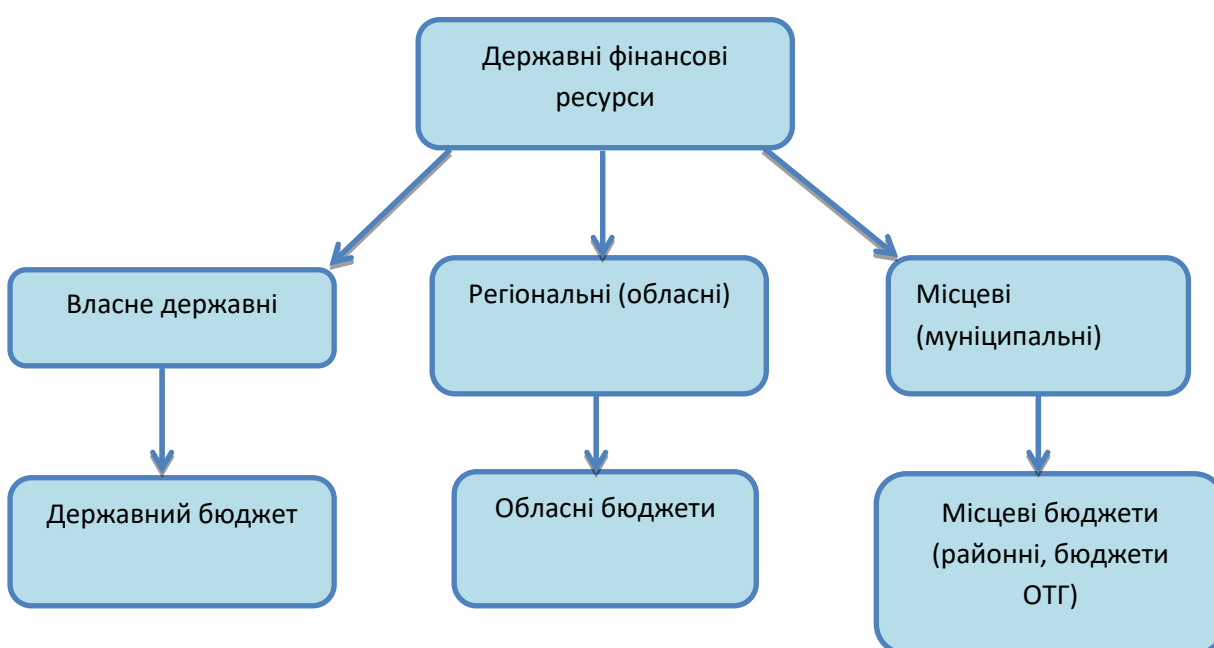 Державні фінансові
ресурси
Власне державні
Регіональні (обласні)
Місцеві
(муніципальні)
Державний бюджет
Обласні бюджети
Місцеві бюджети
(районні, бюджети
ОТГ)